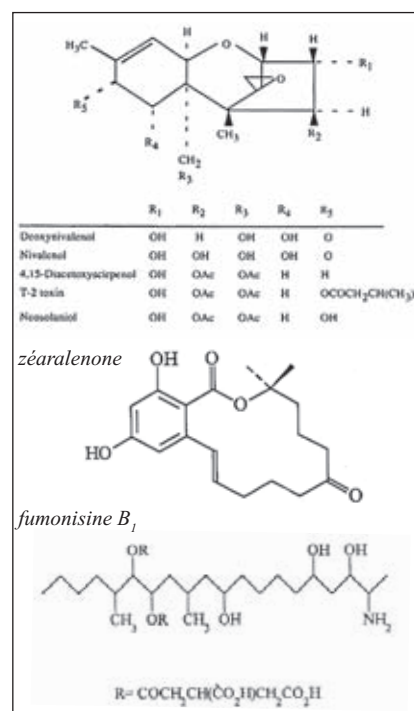 H
O
H
H
H₃C
R₁
O
R₅
H
R₄
CH₃
R₂
CH₂
R₃
R₁ R₂ R₃ R₄ R₅
Deoxynivalenol OH H OH OH O
Nivalenol OH OH OH OH O
4,15-Diacetoxyscirpenol OH OAc OAc H H
T-2 toxin OH OAc OAc H OCOCH₂CH(CH₃)
Neosolaniol OH OAc OAc H OH
zéaralenone
OH
O
O
HO
O
fumonisine B₁
OR
OH OH
CH₃ OR CH₃ OH NH₂
R= COCH₂CH(CO₂H)CH₂CO₂H